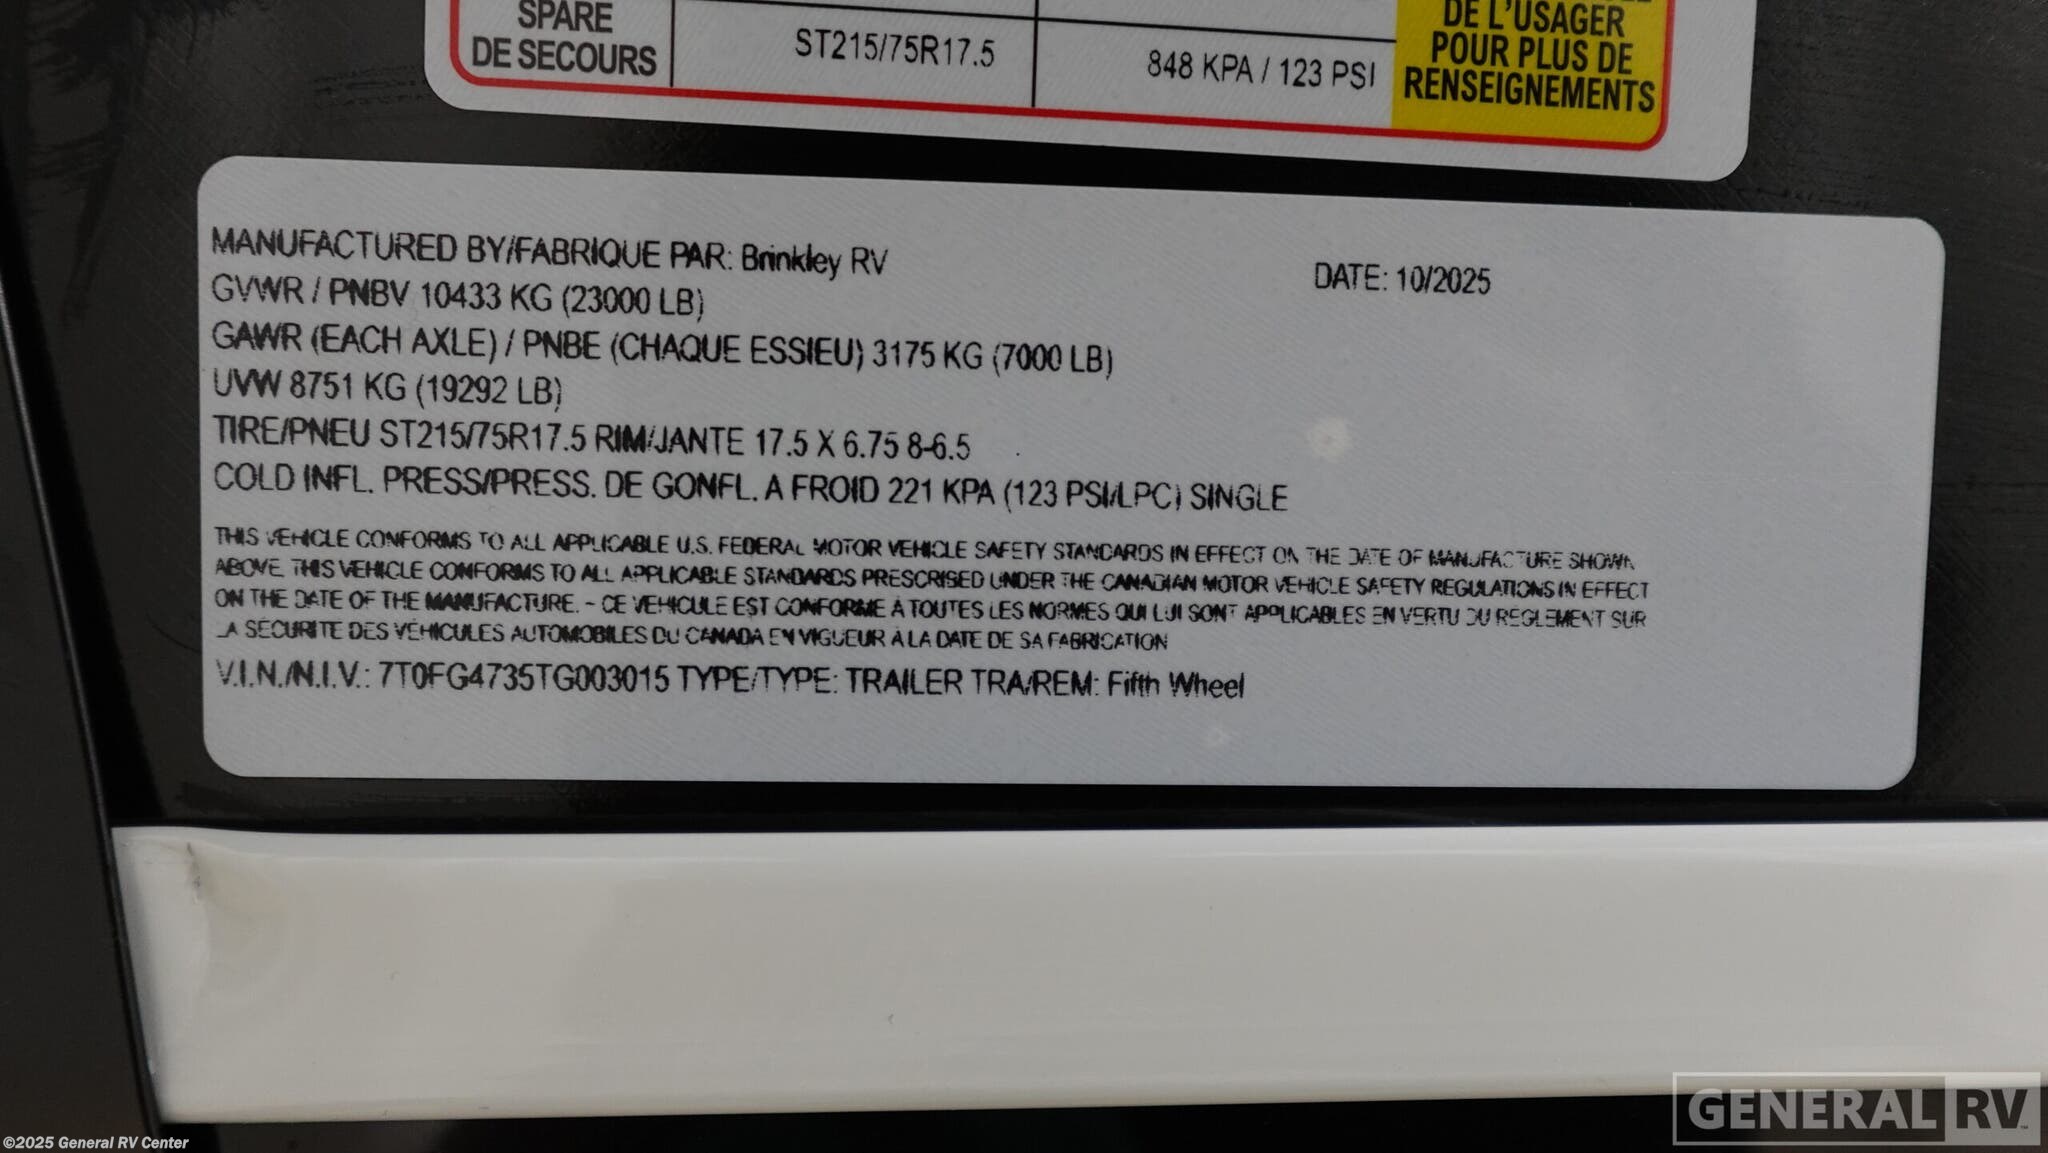 SPARE
DE SECOURS
ST215/75R17.5
848 KPA / 123 PSI
DE L'USAGER
POUR PLUS DE
RENSEIGNEMENTS
MANUFACTURED BY/FABRIQUE PAR: Brinkley RV
DATE: 10/2025
GVWR / PNBV 10433 KG (23000 LB)
GAWR (EACH AXLE) / PNBE (CHAQUE ESSIEU) 3175 KG (7000 LB)
UVW 8751 KG (19292 LB)
TIRE/PNEU ST215/75R17.5 RIM/JANTE 17.5 X 6.75 8-6.5
COLD INFL. PRESS/PRESS. DE GONFL. A FROID 221 KPA (123 PSI/LPC) SINGLE
THIS VEHICLE CONFORMS TO ALL APPLICABLE U.S. FEDERAL MOTOR VEHICLE SAFETY STANDARDS IN EFFECT ON THE DATE OF MANUFACTURE SHOWN
ABOVE. THIS VEHICLE CONFORMS TO ALL APPLICABLE STANDARDS PRESCRISED UNDER THE CANADIAN MOTOR VEHICLE SAFETY REGULATIONS IN EFFECT
ON THE DATE OF THE MANUFACTURE. - CE VEHICULE EST CONFORME À TOUTES LES NORMES QUI LUI SONT APPLICABLES EN VERTU DU REGLEMENT SUR
LA SÉCURITE DES VÉHICULES AUTOMOBILES DU CANADA EN VIGUEUR À LA DATE DE SA FABRICATION
V.I.N./N.I.V.: 7T0FG4735TG003015 TYPE/TYPE: TRAILER TRA/REM: Fifth Wheel
GENERAL RV
©2025 General RV Center